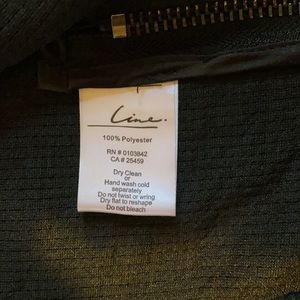 Line.
100% Polyester
RN # 0103842
CA # 25459
Dry Clean
or
Hand wash cold
separately
Do not twist or wring
Dry flat to reshape
Do not bleach